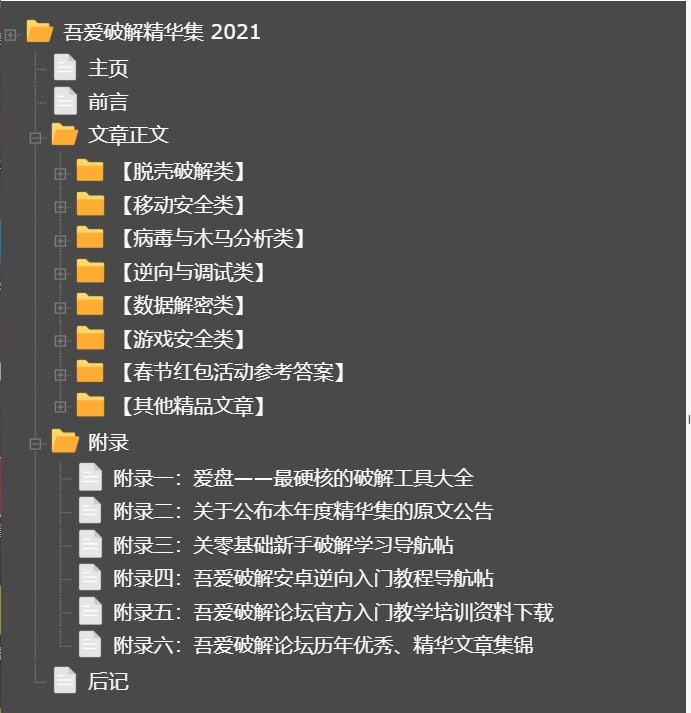 吾爱破解精华集 2021
主页
前言
文章正文
【脱壳破解类】
【移动安全类】
【病毒与木马分析类】
【逆向与调试类】
【数据解密类】
【游戏安全类】
【春节红包活动参考答案】
【其他精品文章】
附录
附录一：爱盘——最硬核的破解工具大全
附录二：关于公布本年度精华集的原文公告
附录三：关零基础新手破解学习导航帖
附录四：吾爱破解安卓逆向入门教程导航帖
附录五：吾爱破解论坛官方入门教学培训资料下载
附录六：吾爱破解论坛历年优秀、精华文章集锦
后记